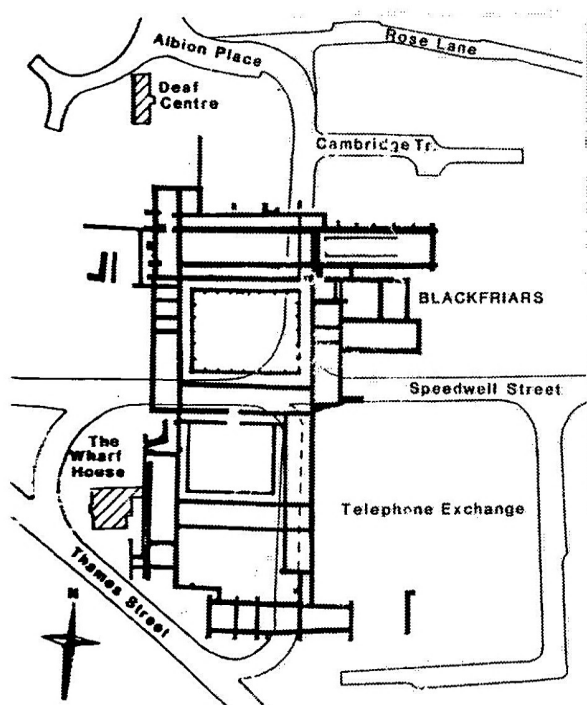 Albion Place
Rose Lane
Deaf
Centre
Cambridge Tr.
BLACKFRIARS
Speedwell Street
The
Wharf
House
Telephone Exchange
Thames Street
N